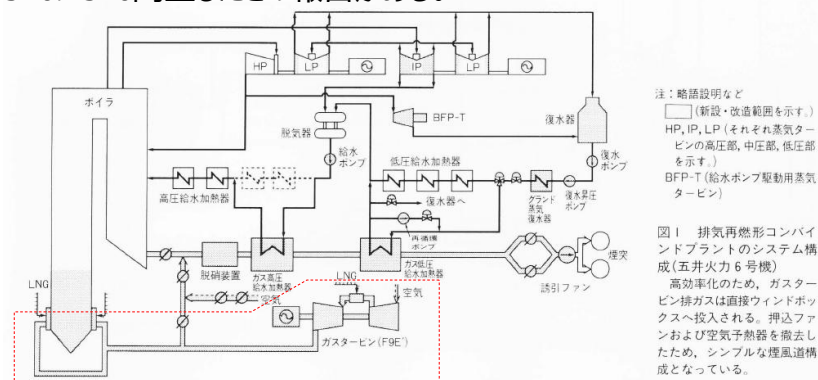 HP
LP
IP
LP
ボイラ
脱気器
給水
ポンプ
BFP-T
復水器
復水
ポンプ
低圧給水加熱器
高圧給水加熱器
復水器へ
再循環
ポンプ
グランド
蒸気
復水器
復水昇圧
ポンプ
脱硝装置
ガス高圧
給水加熱器
ガス低圧
給水加熱器
誘引ファン
煙突
LNG
空気
LNG
空気
ガスタービン(F9E)
注:略語説明など
(新設・改造範囲を示す。)
HP, IP, LP(それぞれ蒸気ター
ビンの高圧部, 中圧部, 低圧部
を示す。)
BFP-T(給水ポンプ駆動用蒸気
タービン)
図1 排気再燃形コンバイ
ンドプラントのシステム構
成(五井火力6号機)
高効率化のため, ガスター
ビン排ガスは直接ウィンドボッ
クスへ投入される。押込ファ
ンおよび空気予熱器を撤去し
たため, シンプルな煙風道構
成となっている。